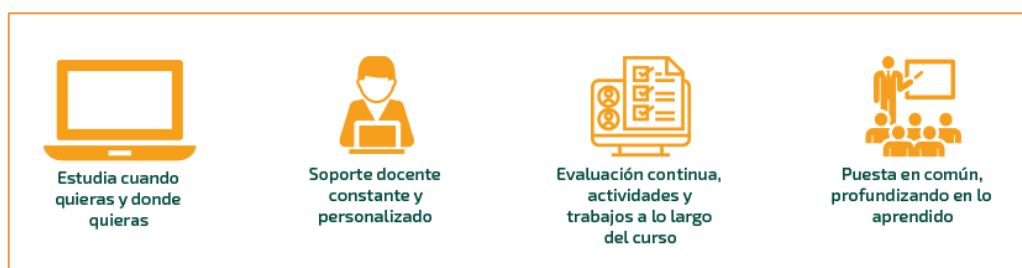 Estudia cuando
quieras y donde
quieras
Soporte docente
constante y
personalizado
Evaluación continua,
actividades y
trabajos a lo largo
del curso
Puesta en común,
profundizando en lo
aprendido